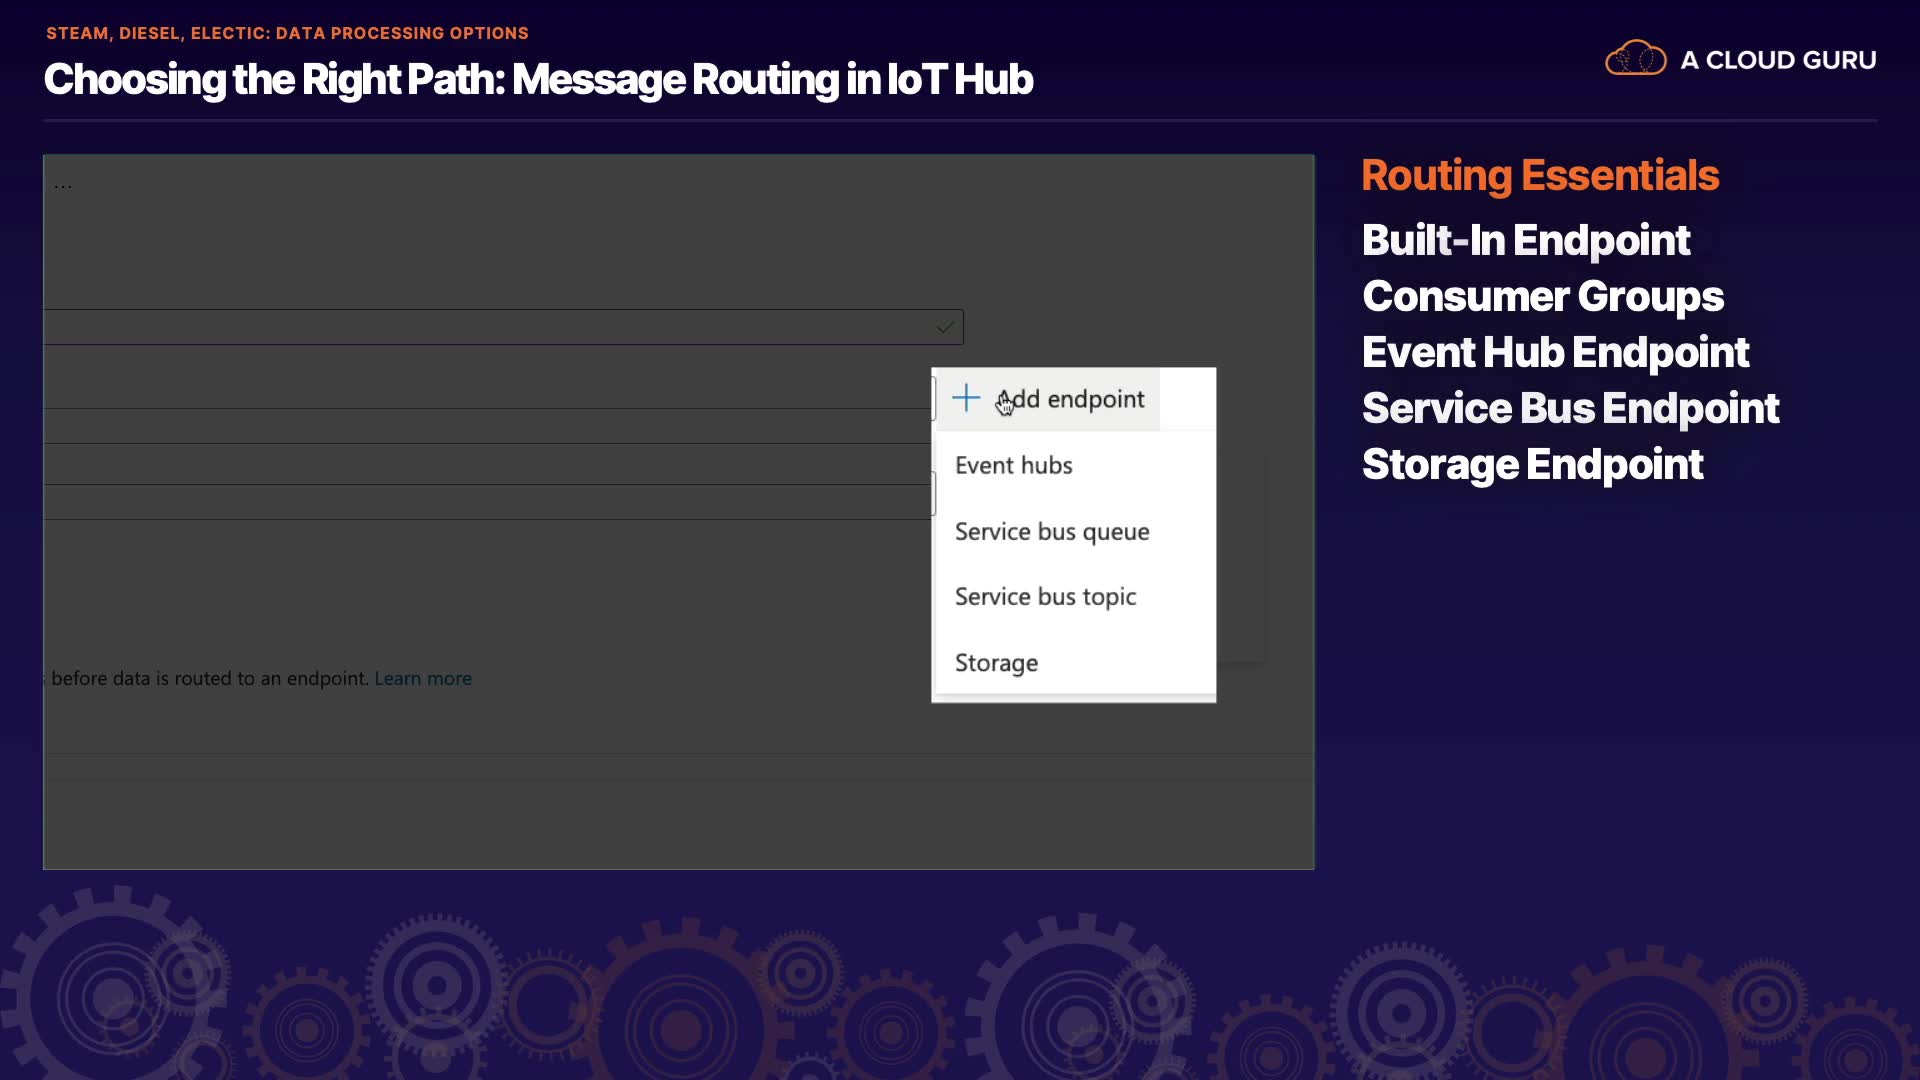 STEAM, DIESEL, ELECTIC: DATA PROCESSING OPTIONS
Choosing the Right Path: Message Routing in IoT Hub
A CLOUD GURU
...
Add endpoint
Event hubs
Service bus queue
Service bus topic
Storage
before data is routed to an endpoint. Learn more
Routing Essentials
Built-In Endpoint
Consumer Groups
Event Hub Endpoint
Service Bus Endpoint
Storage Endpoint